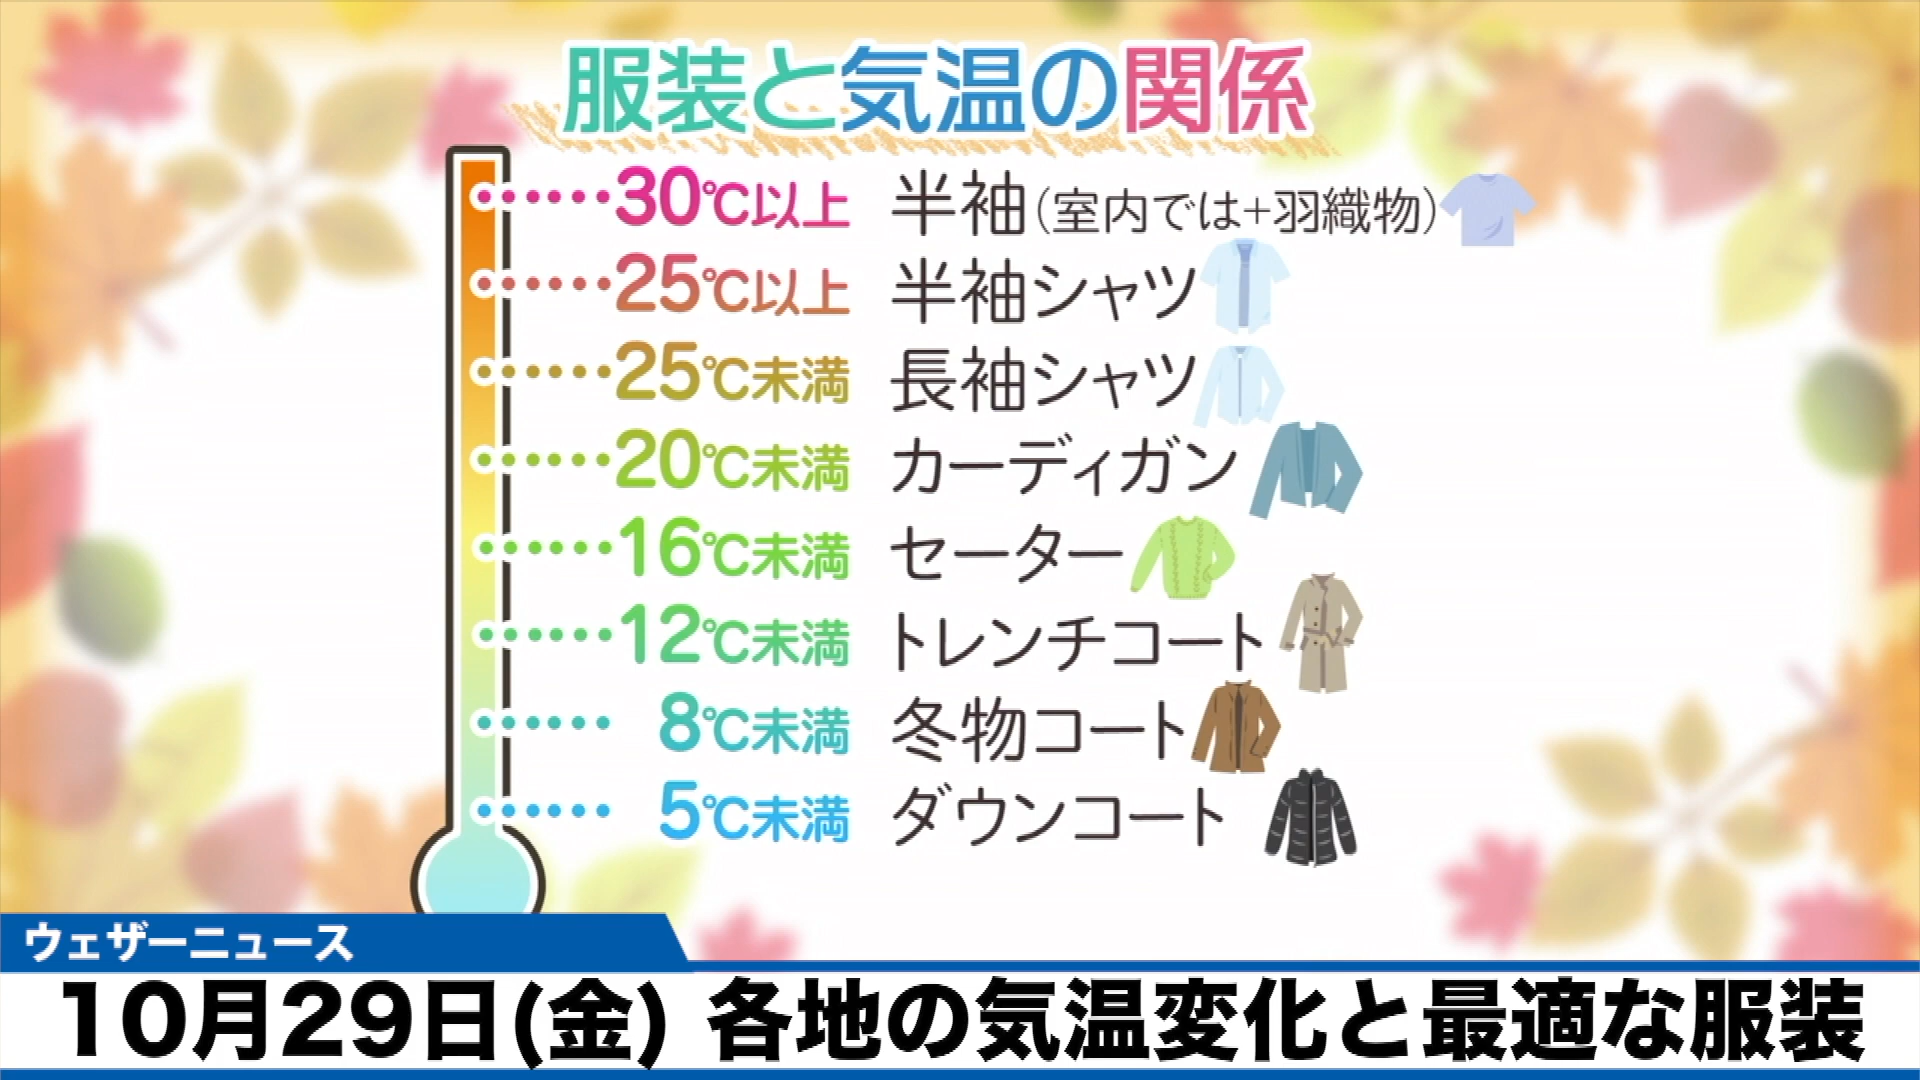 服装と気温の関係
30℃以上 半袖(室内では+羽織物)
25℃以上 半袖シャツ
25℃未満 長袖シャツ
20℃未満 カーディガン
16℃未満 セーター
12℃未満 トレンチコート
8℃未満 冬物コート
5℃未満 ダウンコート
ウェザーニュース
10月29日(金) 各地の気温変化と最適な服装